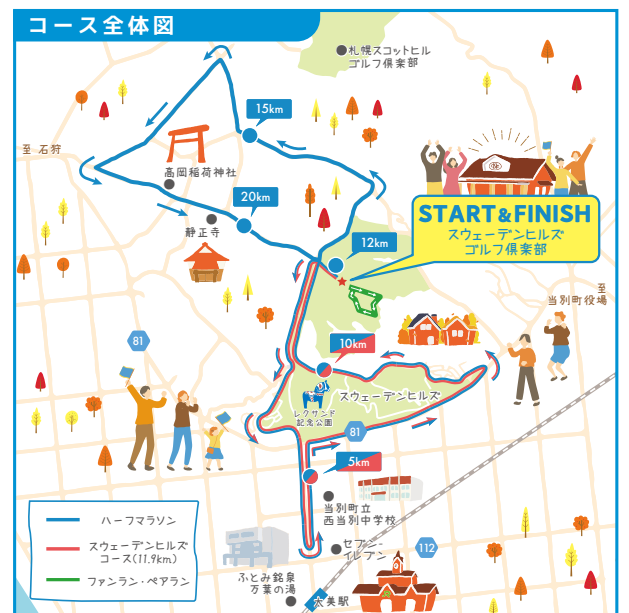 コース全体図
札幌スコットヒル
ゴルフ倶楽部
15km
至 石狩
高岡稲荷神社
20km
静正寺
START&FINISH
スウェーデンヒルズ
ゴルフ倶楽部
12km
至
当別町役場
81
10km
スウェーデンヒルズ
レクサンド
記念公園
81
5km
当別町立
西当別中学校
ハーフマラソン
スウェーデンヒルズ
コース(11.9km)
ファンラン・ペアラン
セブン-
イレブン
112
ふとみ銘泉
万葉の湯
太美駅